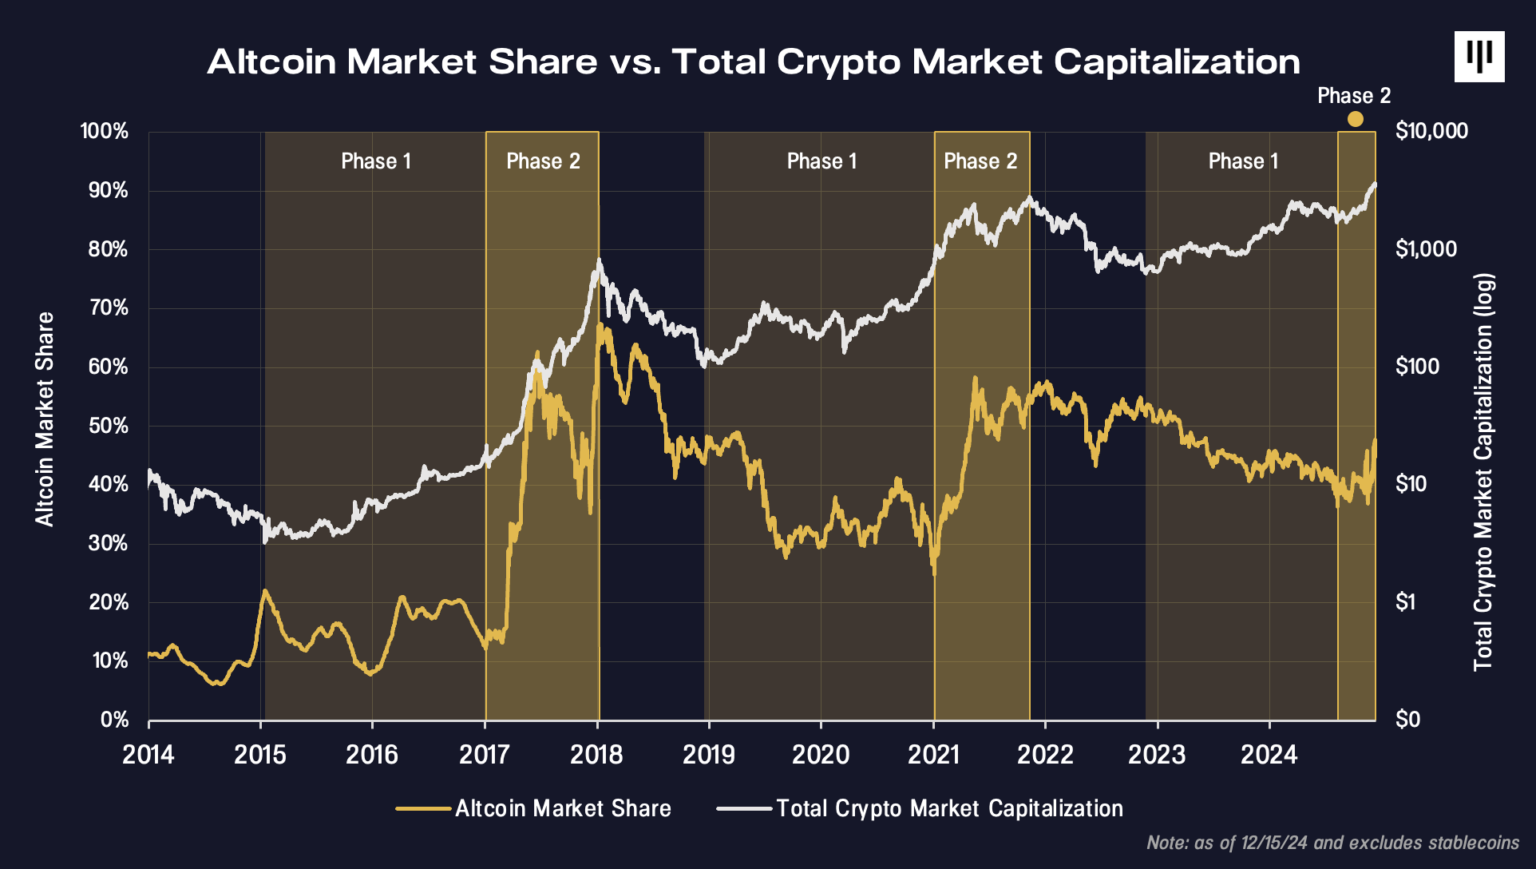 Altcoin Market Share vs. Total Crypto Market Capitalization
Phase 2
100%
90%
80%
70%
60%
50%
40%
30%
20%
10%
0%
Altcoin Market Share
Phase 1
Phase 2
Phase 1
Phase 2
Phase 1
$10,000
$1,000
$100
$10
$1
$0
Total Crypto Market Capitalization (log)
2014 2015 2016 2017 2018 2019 2020 2021 2022 2023 2024
Altcoin Market Share Total Crypto Market Capitalization
Note: as of 12/15/24 and excludes stablecoins